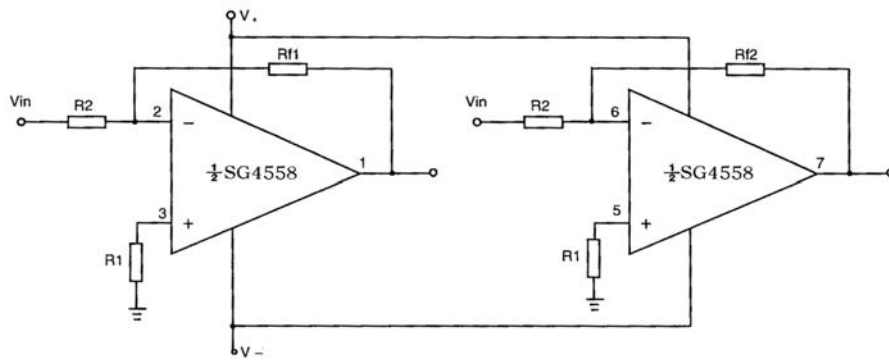 V+
Rf1
Rf2
Vin
R2
2
−
Vin
R2
6
−
½SG4558
1
½SG4558
7
3
+
5
+
R1
R1
V−